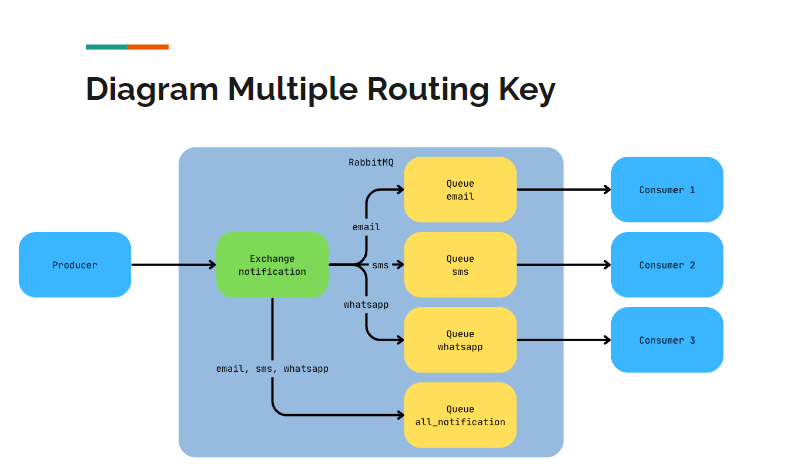 Diagram Multiple Routing Key
RabbitMQ
Queue
email
Consumer 1
email
Producer
Exchange
notification
sms
Queue
sms
Consumer 2
whatsapp
Queue
whatsapp
Consumer 3
email, sms, whatsapp
Queue
all_notification